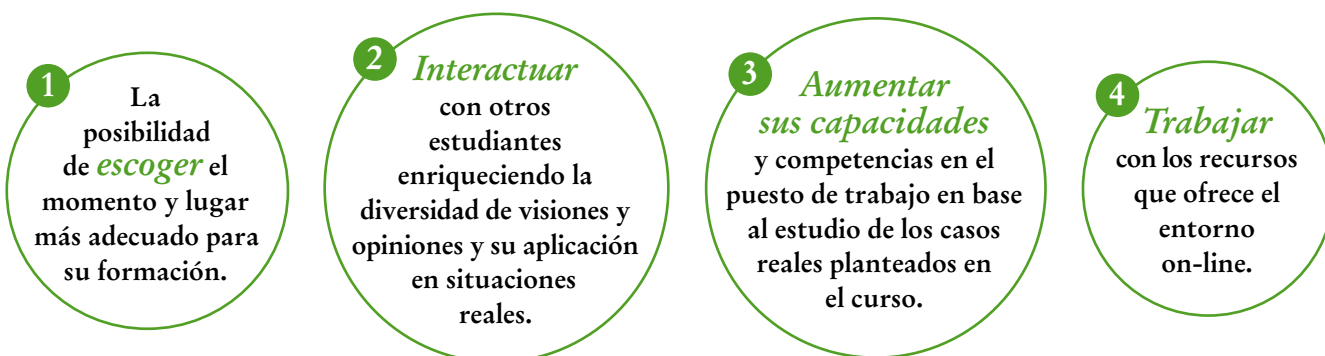 1
La
posibilidad
de escoger el
momento y lugar
más adecuado para
su formación.
2
Interactuar
con otros
estudiantes
enriqueciendo la
diversidad de visiones y
opiniones y su aplicación
en situaciones
reales.
3
Aumentar
sus capacidades
y competencias en el
puesto de trabajo en base
al estudio de los casos
reales planteados en
el curso.
4
Trabajar
con los recursos
que ofrece el
entorno
on-line.